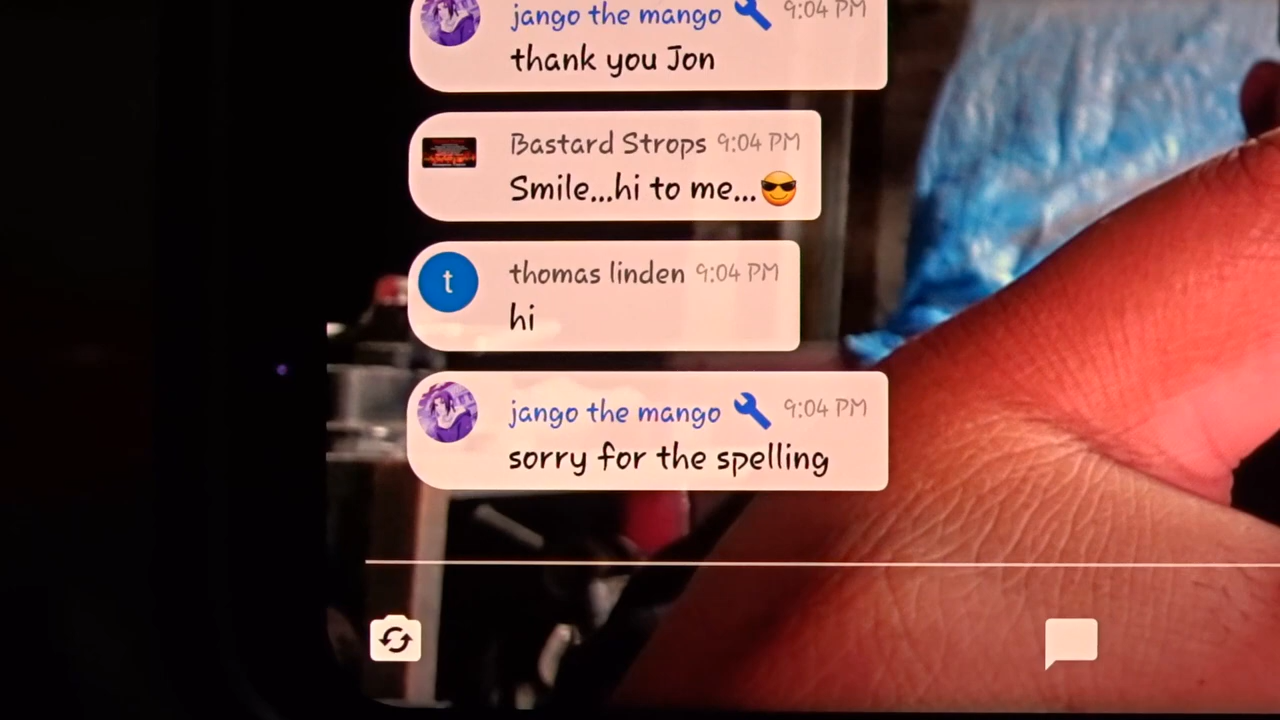 jango the mango 9:04 PM
thank you Jon
Bastard Strops 9:04 PM
Smile...hi to me...😎
t
thomas linden 9:04 PM
hi
jango the mango 9:04 PM
sorry for the spelling